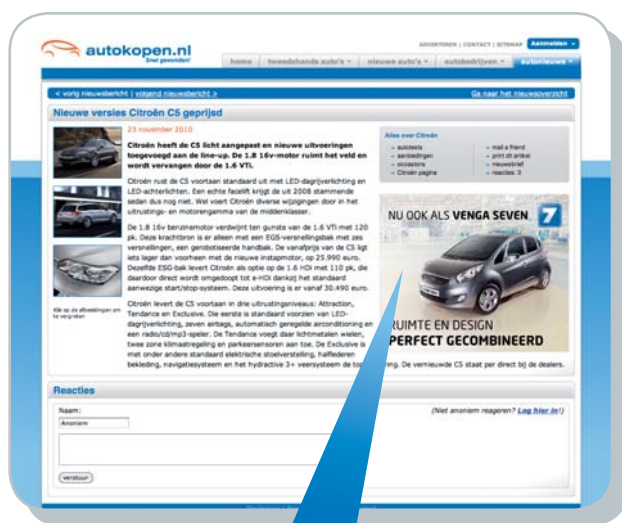 autokopen.nl
Snel gevonden!
ADVERTEREN | CONTACT | SITEMAP
Aanmelden
home
tweedehands auto's
nieuwe auto's
autobedrijven
autonieuws
< vorig nieuwsbericht | volgend nieuwsbericht >
Ga naar het nieuwsoverzicht
Nieuwe versies Citroën C5 geprijsd
23 november 2010
Citroën heeft de C5 licht aangepast en nieuwe uitvoeringen
toegevoegd aan de line-up. De 1.8 16v-motor ruimt het veld en
wordt vervangen door de 1.6 VTi.
Citroën rust de C5 voortaan standaard uit met LED-dagrijverlichting en
LED-achterlichten. Een echte facelift krijgt de uit 2008 stammende
sedan dus nog niet. Wel voert Citroën diverse wijzigingen door in het
uitrustings- en motorengamma van de middenklasser.
De 1.8 16v benzinemotor verdwijnt ten gunste van de 1.6 VTi met 120
pk. Deze krachtbron is er alleen met een EGS-versnellingsbak met zes
versnellingen, een gerobotiseerde handbak. De vanafprijs van de C5 ligt
iets lager dan voorheen met de nieuwe instapmotor, op 25.990 euro.
Dezelfde ESG-bak levert Citroën als optie op de 1.6 HDi met 110 pk, die
daardoor direct wordt omgedoopt tot e-HDi dankzij het standaard
aanwezige start/stop-systeem. Deze uitvoering is er vanaf 30.490 euro.
Citroën levert de C5 voortaan in drie uitrustingsniveaus: Attraction,
Tendance en Exclusive. Die eerste is standaard voorzien van LED-
dagrijverlichting, zeven airbags, automatisch geregelde airconditioning en
een radio/cd/mp3-speler. De Tendance voegt daar lichtmetalen wielen,
twee zone klimaatregeling en parkeersensoren aan toe. De Exclusive is
met onder andere standaard elektrische stoelverstelling, halflederen
bekleding, navigatiesysteem en het hydractive 3+ veersysteem de top
ring. De vernieuwde C5 staat per direct bij de dealers.
Klik op de afbeeldingen om
te vergroten
Alles over Citroën
autotests
aanbiedingen
occasions
Citroën pagina
mail a friend
print dit artikel
nieuwsbrief
reacties: 0
NU OOK ALS VENGA SEVEN 7
RUIMTE EN DESIGN
PERFECT GECOMBINEERD
Reacties
Naam:
Anoniem
(Niet anoniem reageren? Log hier in!)
verstuur